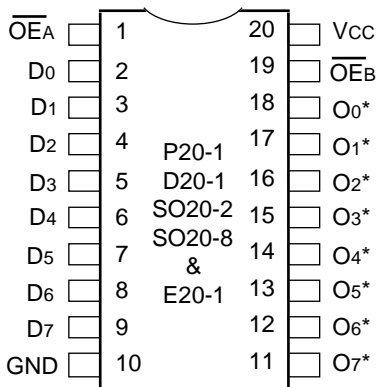 OEA 1 20 Vcc
D0 2 19 OEB
D1 3 18 O0*
D2 4 17 O1*
D3 5 16 O2*
D4 6 15 O3*
D5 7 14 O4*
D6 8 13 O5*
D7 9 12 O6*
GND 10 11 O7*
P20-1
D20-1
SO20-2
SO20-8
&
E20-1